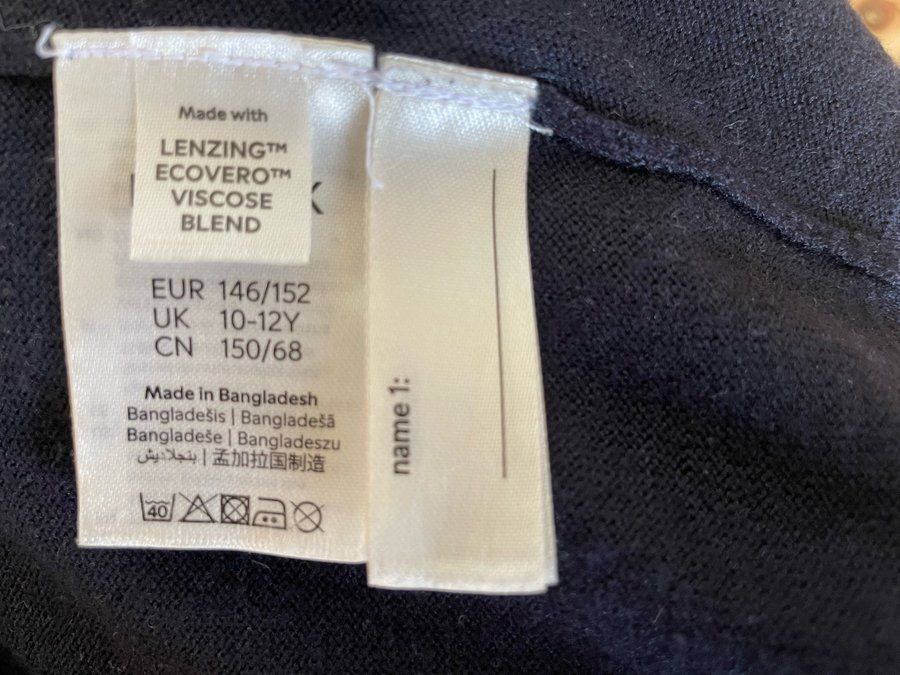 Made with
LENZING™
ECOVERO™
VISCOSE
BLEND
EUR 146/152
UK 10-12Y
CN 150/68
Made in Bangladesh
Bangladešis | Bangladešā
Bangladeše | Bangladeszu
بنجلاديش | 孟加拉国制造
40
name 1: